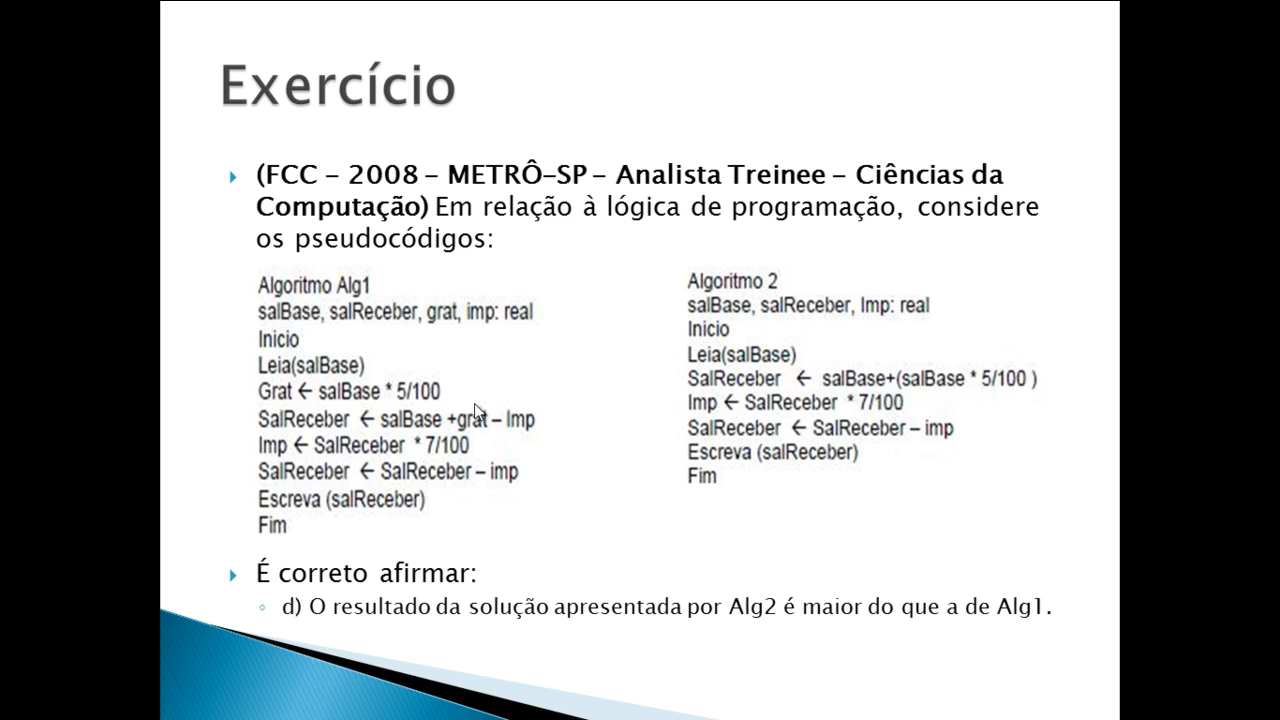 Exercício
(FCC – 2008 – METRÔ-SP – Analista Treinee – Ciências da
Computação) Em relação à lógica de programação, considere
os pseudocódigos:
Algoritmo Alg1
salBase, salReceber, grat, imp: real
Inicio
Leia(salBase)
Grat ← salBase * 5/100
SalReceber ← salBase +grat – Imp
Imp ← SalReceber * 7/100
SalReceber ← SalReceber – imp
Escreva (salReceber)
Fim
Algoritmo 2
salBase, salReceber, Imp: real
Inicio
Leia(salBase)
SalReceber ← salBase+(salBase * 5/100 )
Imp ← SalReceber * 7/100
SalReceber ← SalReceber – imp
Escreva (salReceber)
Fim
É correto afirmar:
d) O resultado da solução apresentada por Alg2 é maior do que a de Alg1.